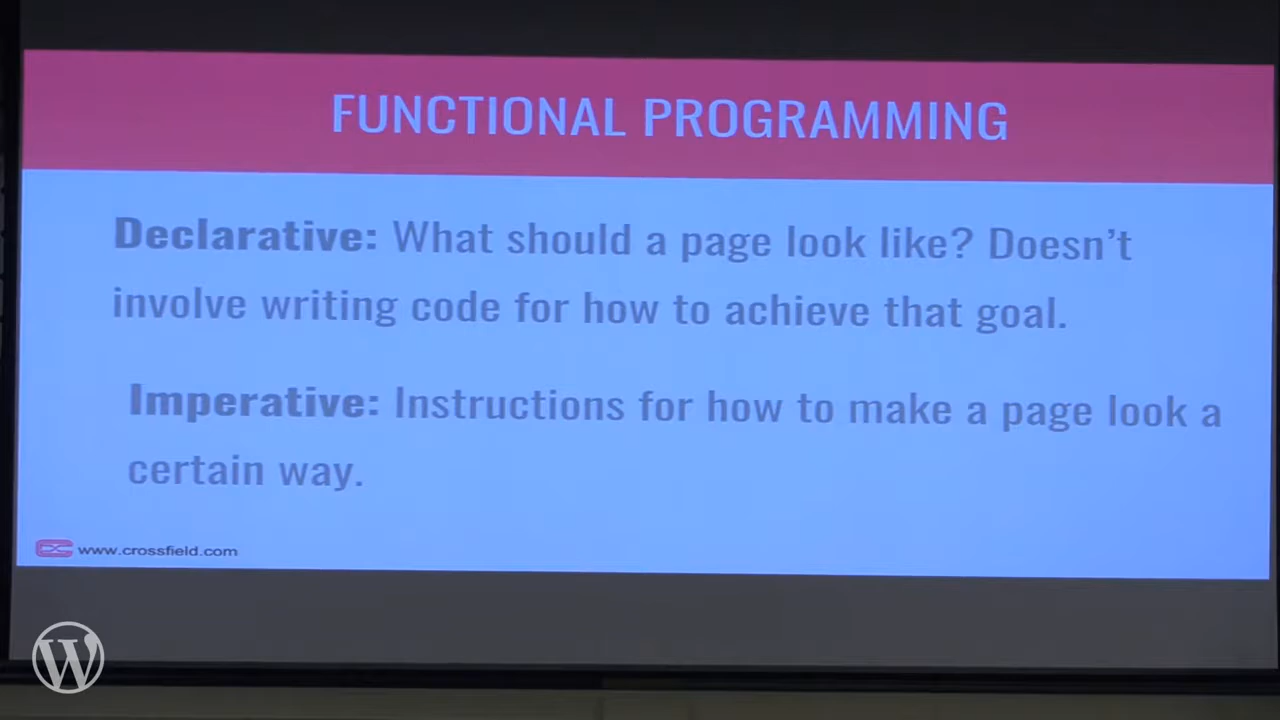 FUNCTIONAL PROGRAMMING
Declarative: What should a page look like? Doesn't
involve writing code for how to achieve that goal.
Imperative: Instructions for how to make a page look a
certain way.
www.crossfield.com